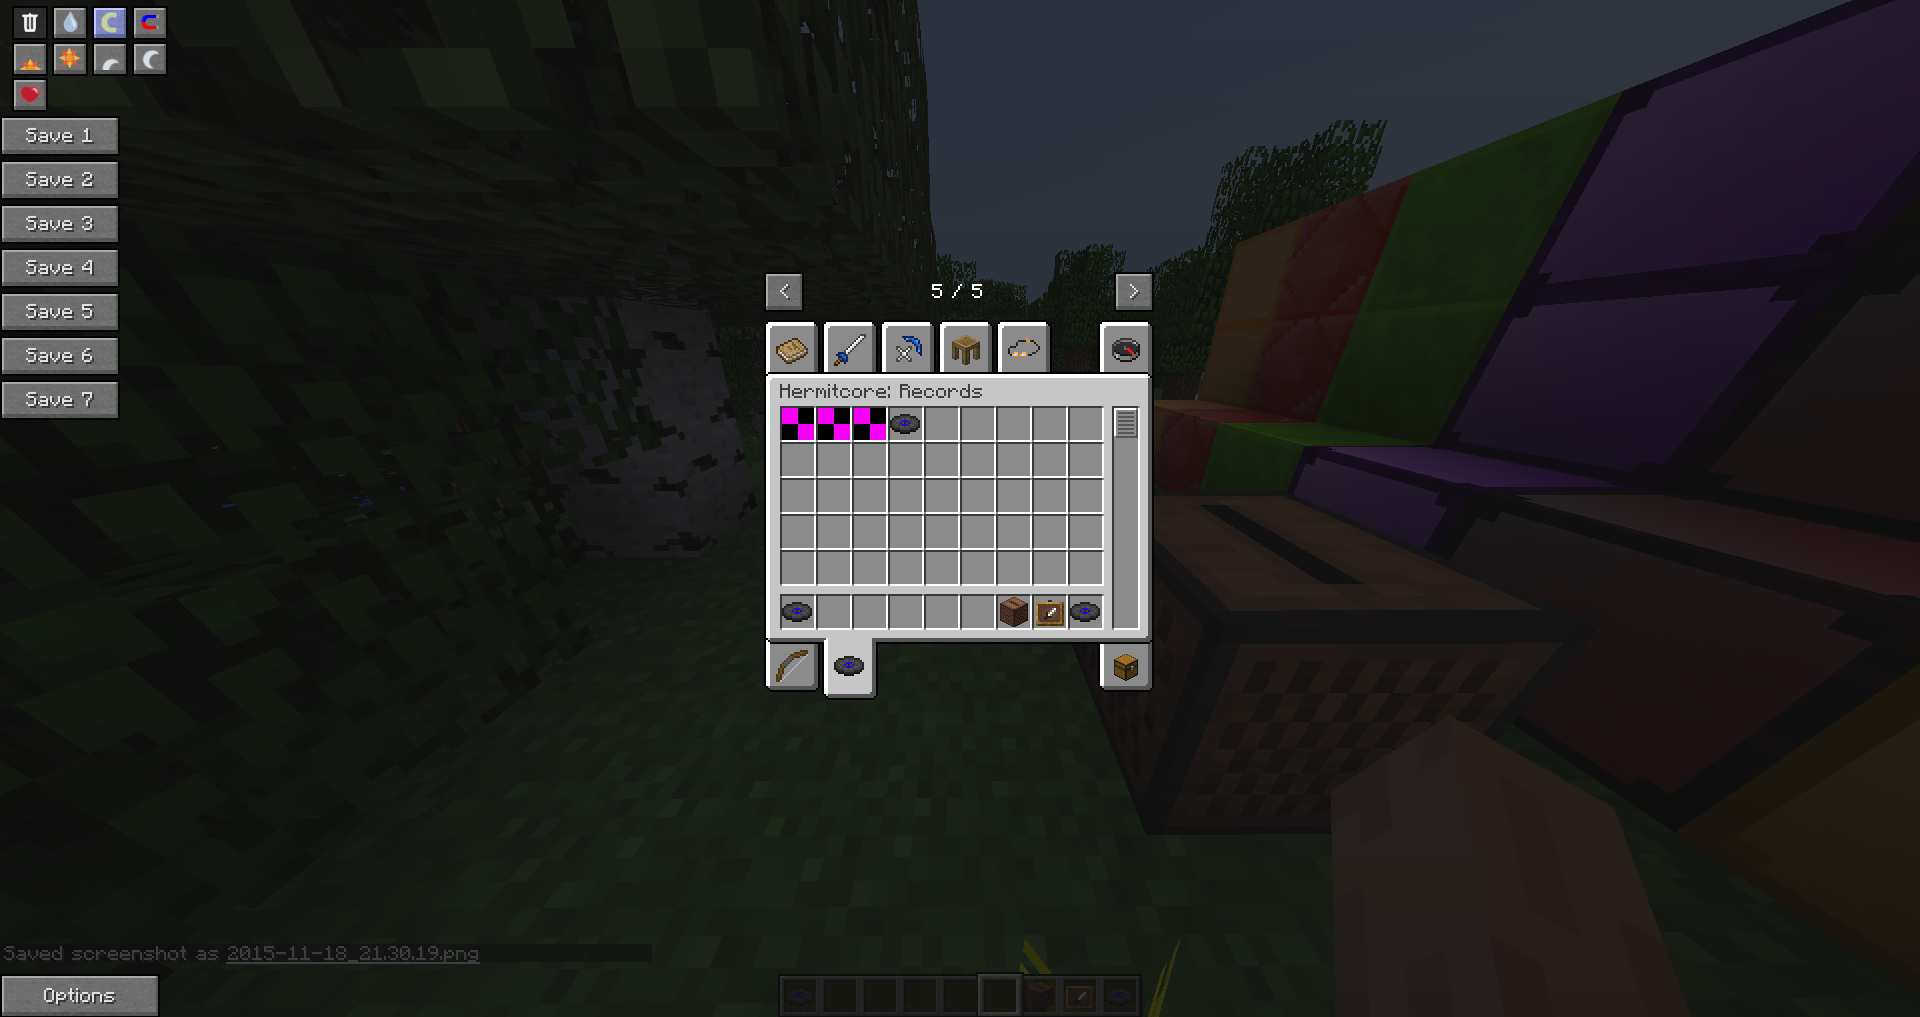 Save 1
Save 2
Save 3
Save 4
Save 5
Save 6
Save 7
< 5 / 5 >
Hermitcore: Records
Saved screenshot as 2015-11-18_21.30.19.png
Options